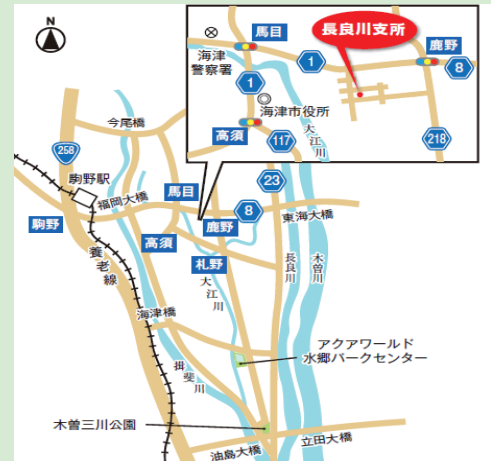 N
馬目
長良川支所
鹿野
海津
警察署
1
1
8
海津市役所
大江川
高須
117
218
今尾橋
258
駒野駅
福岡大橋
馬目
23
8
東海大橋
駒野
高須
鹿野
養老線
札野
大江川
長良川
木曽川
海津橋
揖斐川
アクアワールド
水郷パークセンター
木曽三川公園
油島大橋
立田大橋